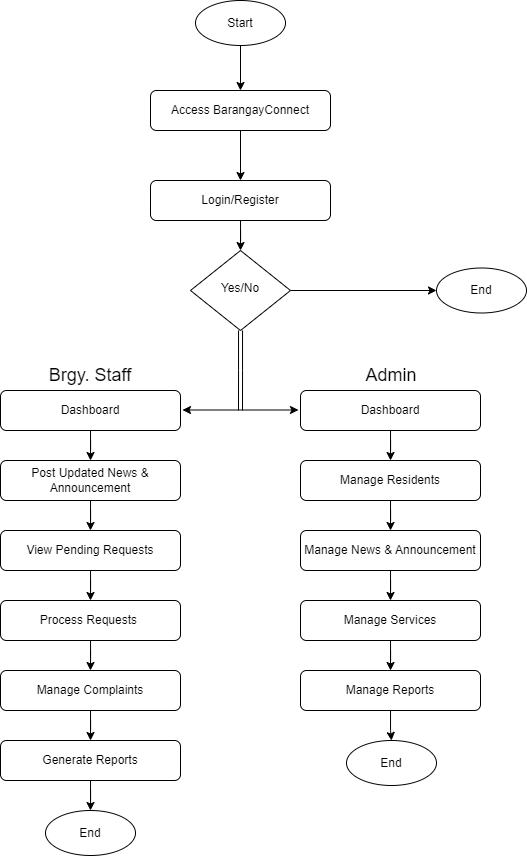 Start
Access BarangayConnect
Login/Register
Yes/No
End
Brgy. Staff
Dashboard
Post Updated News &
Announcement
View Pending Requests
Process Requests
Manage Complaints
Generate Reports
End
Admin
Dashboard
Manage Residents
Manage News & Announcement
Manage Services
Manage Reports
End